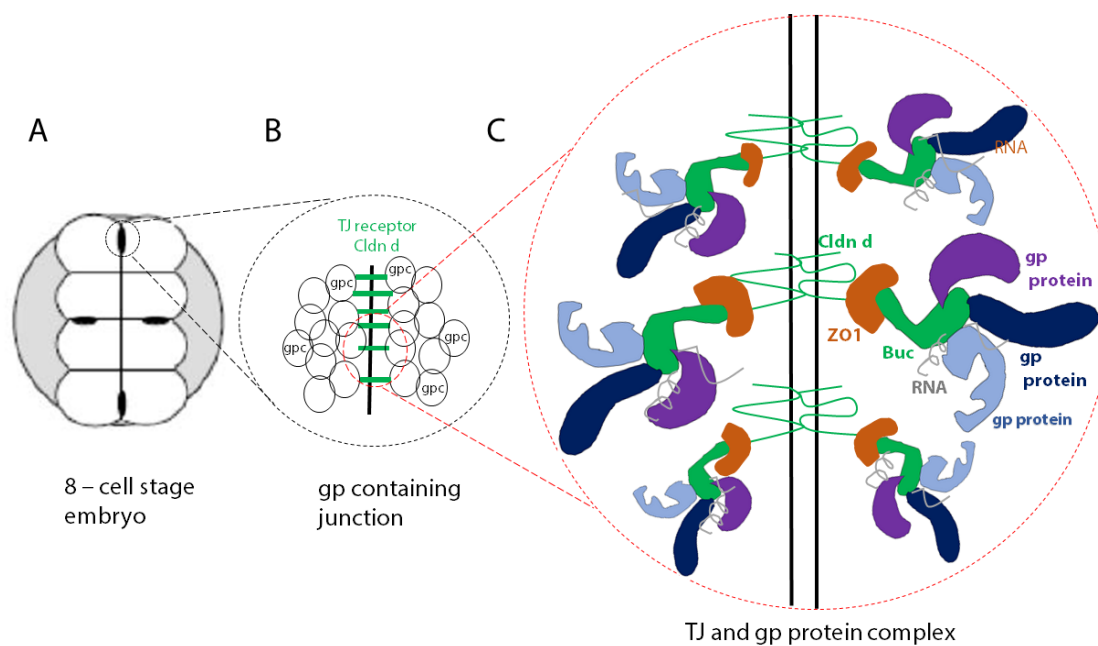 A
8 – cell stage
embryo
B
TJ receptor
Cldn d
gpc
gpc
gpc
gpc
gpc
gp containing
junction
C
RNA
Cldn d
gp
protein
ZO1
Buc
RNA
gp
protein
gp protein
TJ and gp protein complex